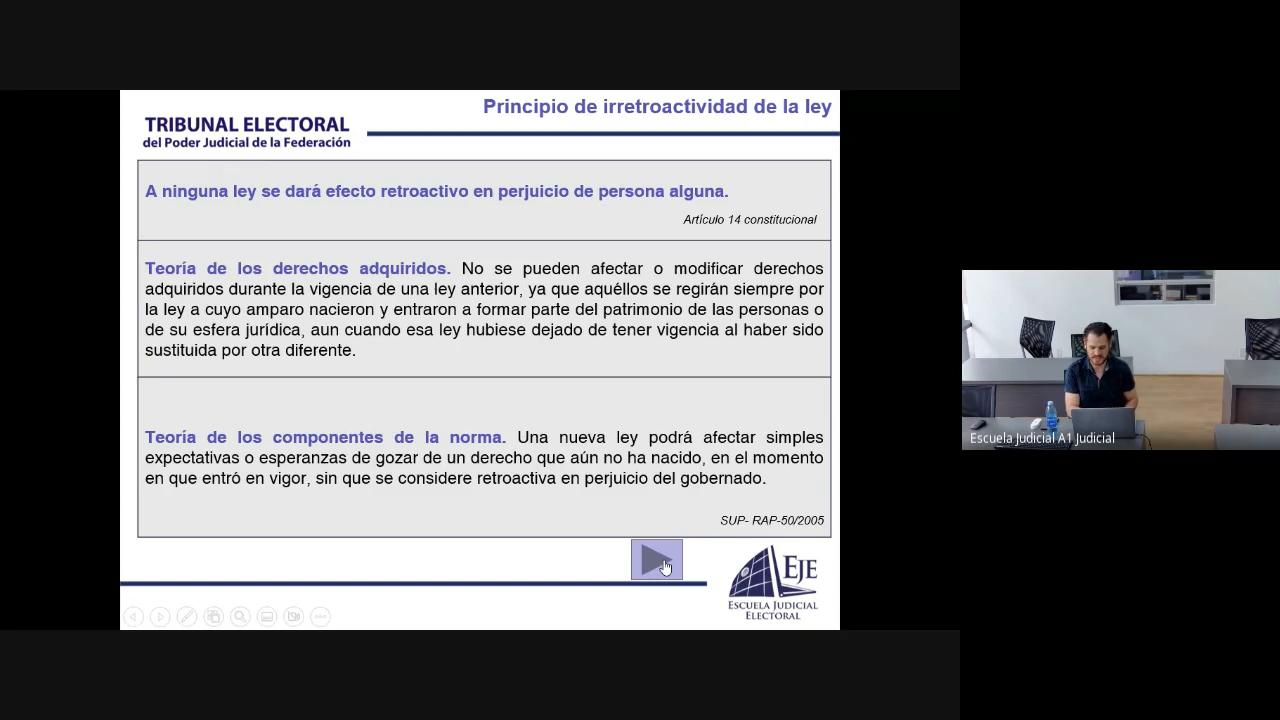 Principio de irretroactividad de la ley
TRIBUNAL ELECTORAL
del Poder Judicial de la Federación
A ninguna ley se dará efecto retroactivo en perjuicio de persona alguna.
Artículo 14 constitucional
Teoría de los derechos adquiridos. No se pueden afectar o modificar derechos
adquiridos durante la vigencia de una ley anterior, ya que aquéllos se regirán siempre por
la ley a cuyo amparo nacieron y entraron a formar parte del patrimonio de las personas o
de su esfera jurídica, aun cuando esa ley hubiese dejado de tener vigencia al haber sido
sustituida por otra diferente.
Teoría de los componentes de la norma. Una nueva ley podrá afectar simples
expectativas o esperanzas de gozar de un derecho que aún no ha nacido, en el momento
en que entró en vigor, sin que se considere retroactiva en perjuicio del gobernado.
SUP- RAP-50/2005
EJE
ESCUELA JUDICIAL
ELECTORAL
Escuela Judicial A1 Judicial